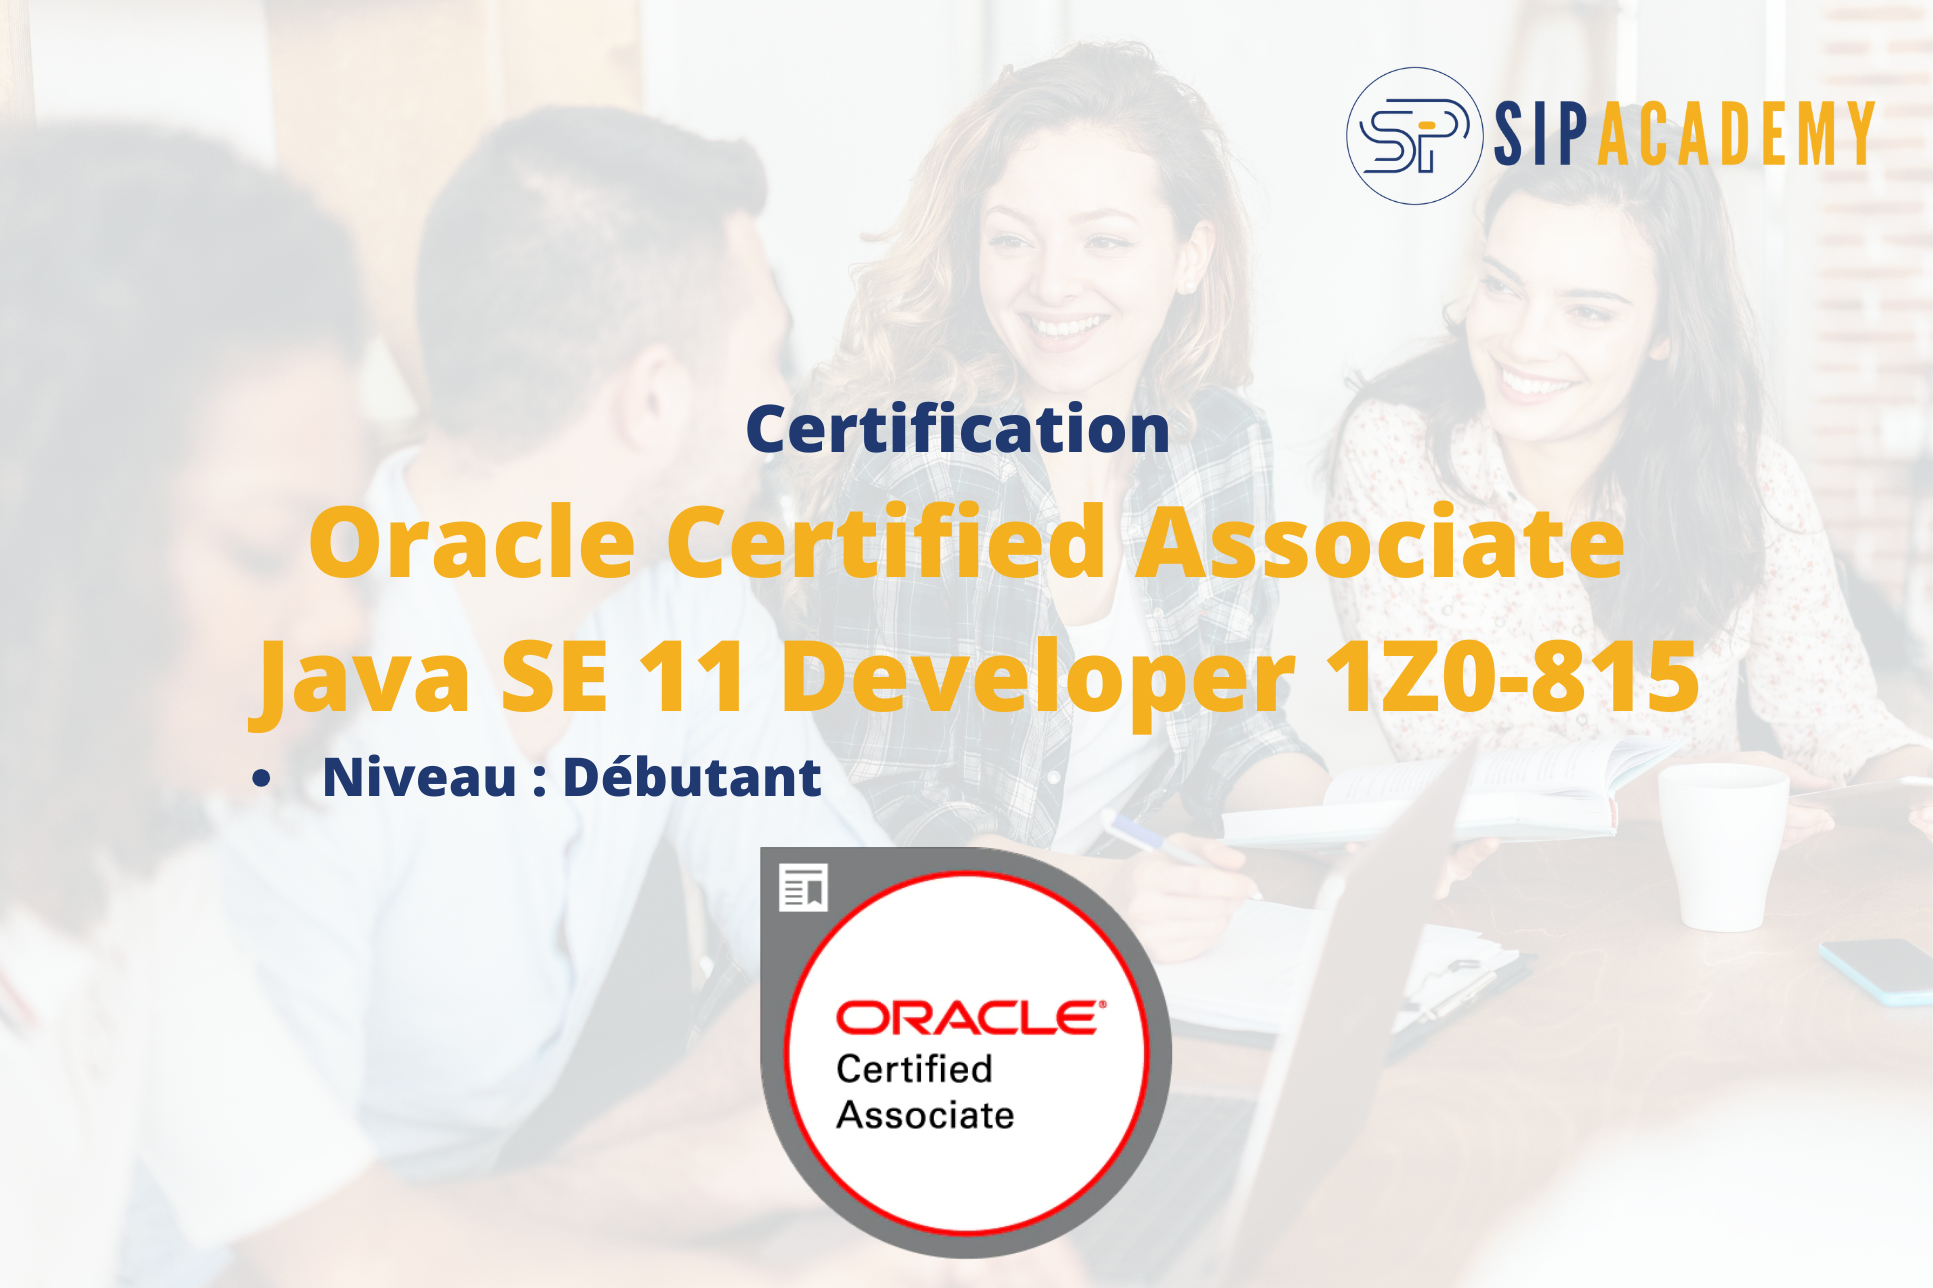 SIPACADEMY
Certification
Oracle Certified Associate
Java SE 11 Developer 1Z0-815
• Niveau : Débutant
ORACLE®
Certified
Associate